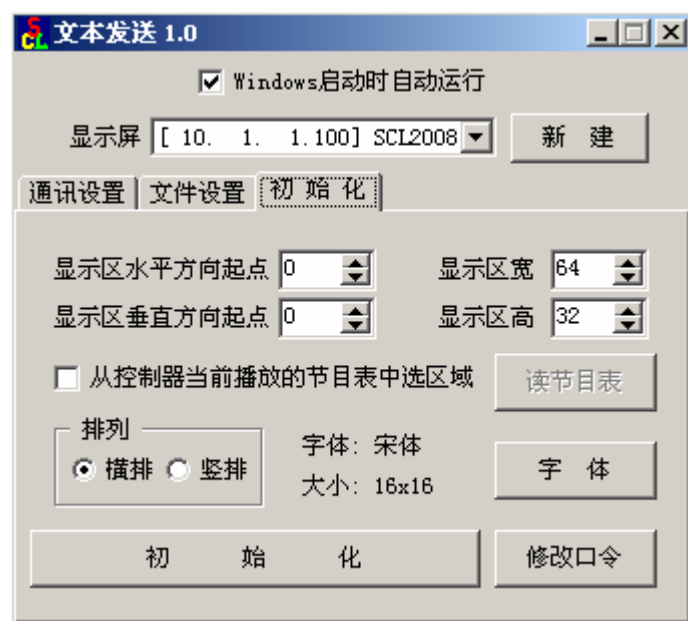 SCL 文本发送 1.0
Windows启动时自动运行
显示屏 [ 10. 1. 1.100] SCL2008 新 建
通讯设置 文件设置 初 始 化
显示区水平方向起点 0 显示区宽 64
显示区垂直方向起点 0 显示区高 32
从控制器当前播放的节目表中选区域 读节目表
排列
横排 竖排
字体: 宋体
大小: 16x16
字 体
初 始 化 修改口令